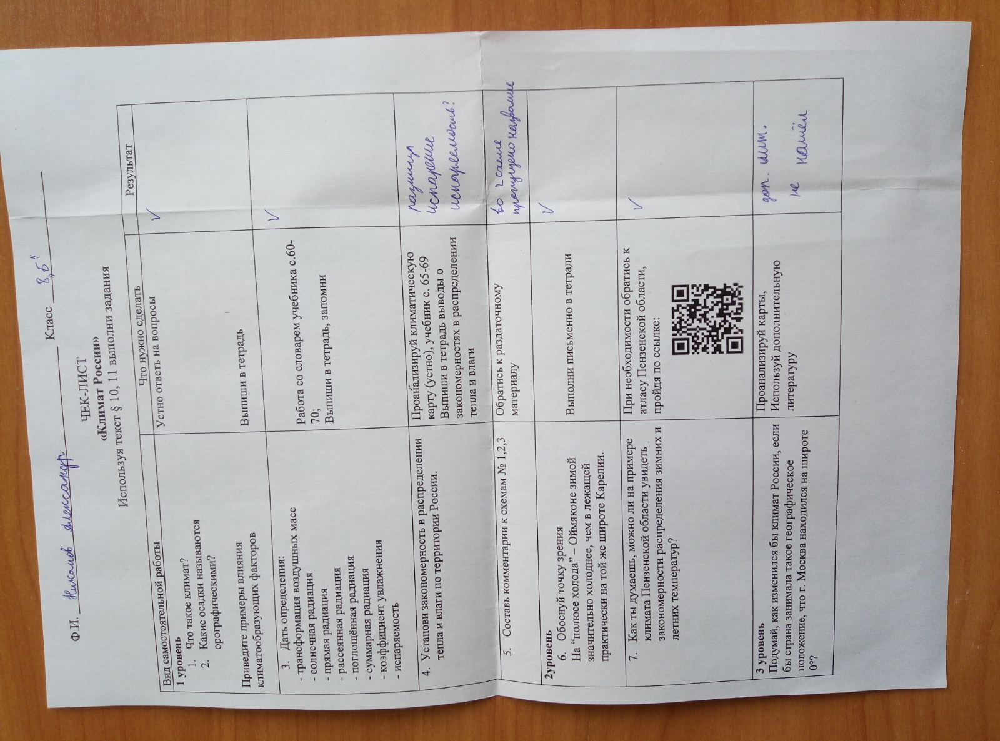 Ф.И. Низамов Александр Класс 8 „Б"
ЧЕК-ЛИСТ
«Климат России»
Используя текст § 10, 11 выполни задания
Вид самостоятельной работы Что нужно сделать Результат
1 уровень
1. Что такое климат?
2. Какие осадки называются
орографическими?
Устно ответь на вопросы
✓
Приведите примеры влияния
климатообразующих факторов
Выпиши в тетрадь
3. Дать определения:
- трансформация воздушных масс
- солнечная радиация
- прямая радиация
- рассеянная радиация
- поглощённая радиация
- суммарная радиация
- коэффициент увлажнения
- испаряемость
Работа со словарем учебника с.60-
70;
Выпиши в тетрадь, запомни
✓
4. Установи закономерность в распределении
тепла и влаги по территории России.
Проанализируй климатическую
карту (устно), учебник с. 65-69
Выпиши в тетрадь выводы о
закономерностях в распределении
тепла и влаги
разница
испарение
испаряемость?
5. Составь комментарии к схемам № 1,2,3
Обратись к раздаточному
материалу
во 2 схеме
пропущено название
2уровень
6. Обоснуй точку зрения
На “полюсе холода” – Оймяконе зимой
значительно холоднее, чем в лежащей
практически на той же широте Карелии.
Выполни письменно в тетради
✓
7. Как ты думаешь, можно ли на примере
климата Пензенской области увидеть
закономерности распределения зимних и
летних температур?
При необходимости обратись к
атласу Пензенской области,
пройдя по ссылке:
✓
3 уровень
Подумай, как изменился бы климат России, если
бы страна занимала такое географическое
положение, что г. Москва находился на широте
0°?
Проанализируй карты,
Используй дополнительную
литературу
доп. лит.
не нашёл